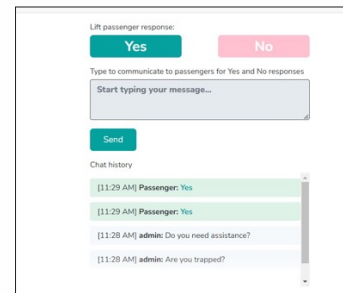 Lift passenger response:
Yes No
Type to communicate to passengers for Yes and No responses
Start typing your message...
Send
Chat history
[11:29 AM] Passenger: Yes
[11:29 AM] Passenger: Yes
[11:28 AM] admin: Do you need assistance?
[11:28 AM] admin: Are you trapped?